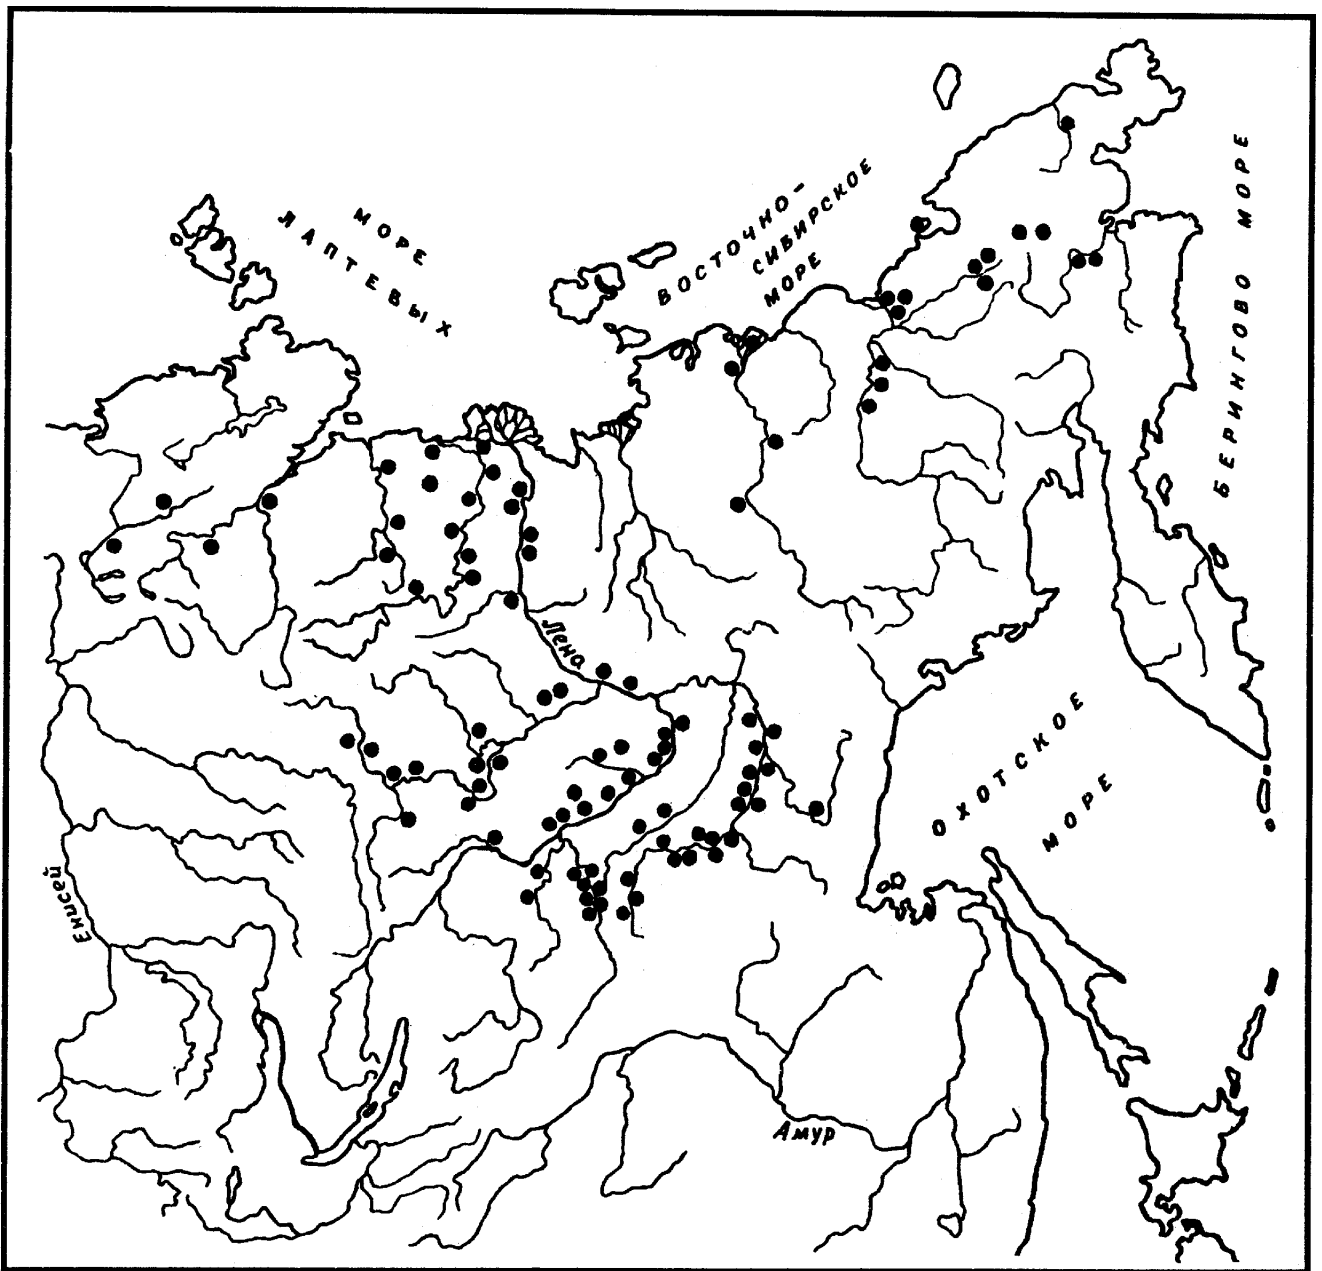 МОРЕ
ЛАПТЕВЫХ
ВОСТОЧНО-
СИБИРСКОЕ
МОРЕ
БЕРИНГОВО МОРЕ
Лена
ОХОТСКОЕ
МОРЕ
Енисей
Амур